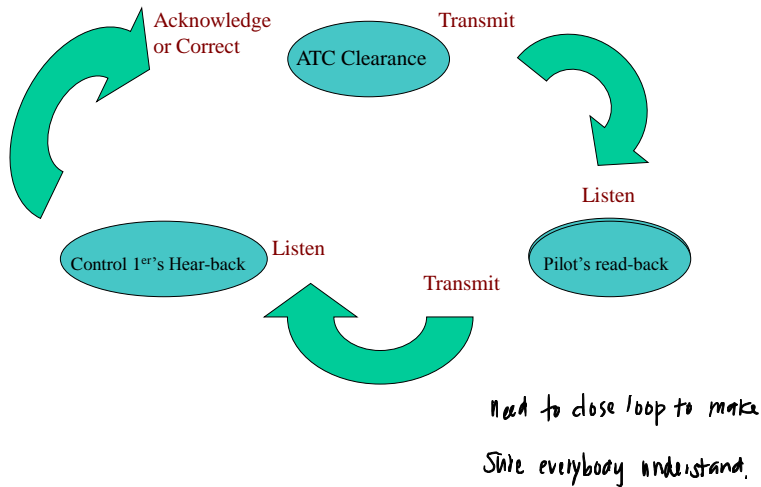 Acknowledge
or Correct
Transmit
ATC Clearance
Listen
Pilot's read-back
Transmit
Listen
Control 1er's Hear-back
need to close loop to make
Sure everybody understand.